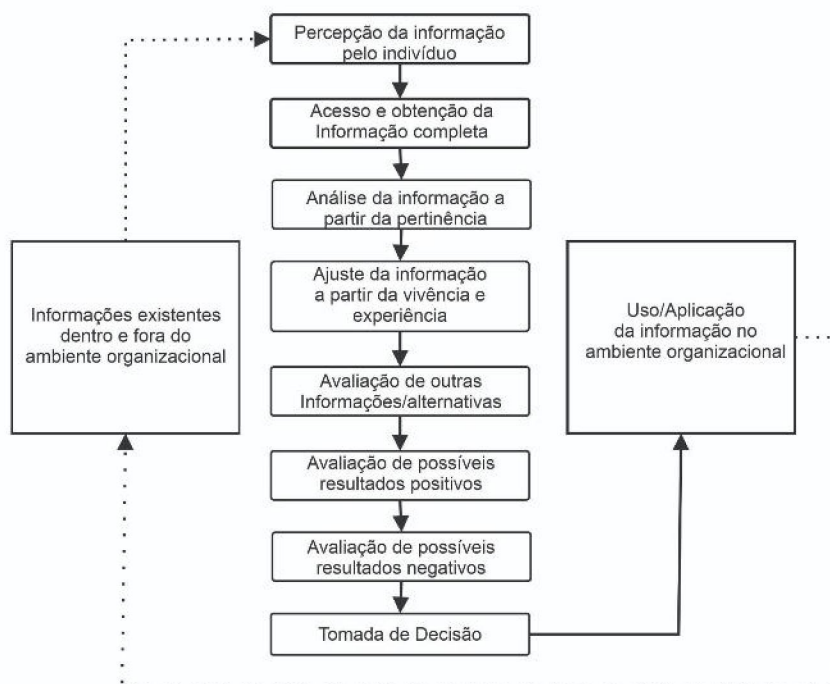 Percepção da informação
pelo indivíduo
Acesso e obtenção da
Informação completa
Análise da informação a
partir da pertinência
Ajuste da informação
a partir da vivência e
experiência
Informações existentes
dentro e fora do
ambiente organizacional
Uso/Aplicação
da informação no
ambiente organizacional
Avaliação de outras
Informações/alternativas
Avaliação de possíveis
resultados positivos
Avaliação de possíveis
resultados negativos
Tomada de Decisão